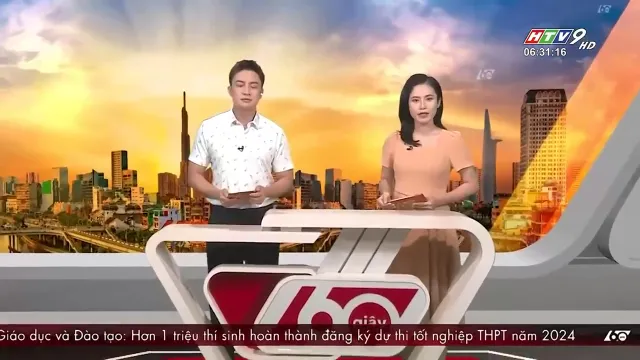 HTV9 HD
06:31:16
60 giây
Giáo dục và Đào tạo: Hơn 1 triệu thí sinh hoàn thành đăng ký dự thi tốt nghiệp THPT năm 2024
60